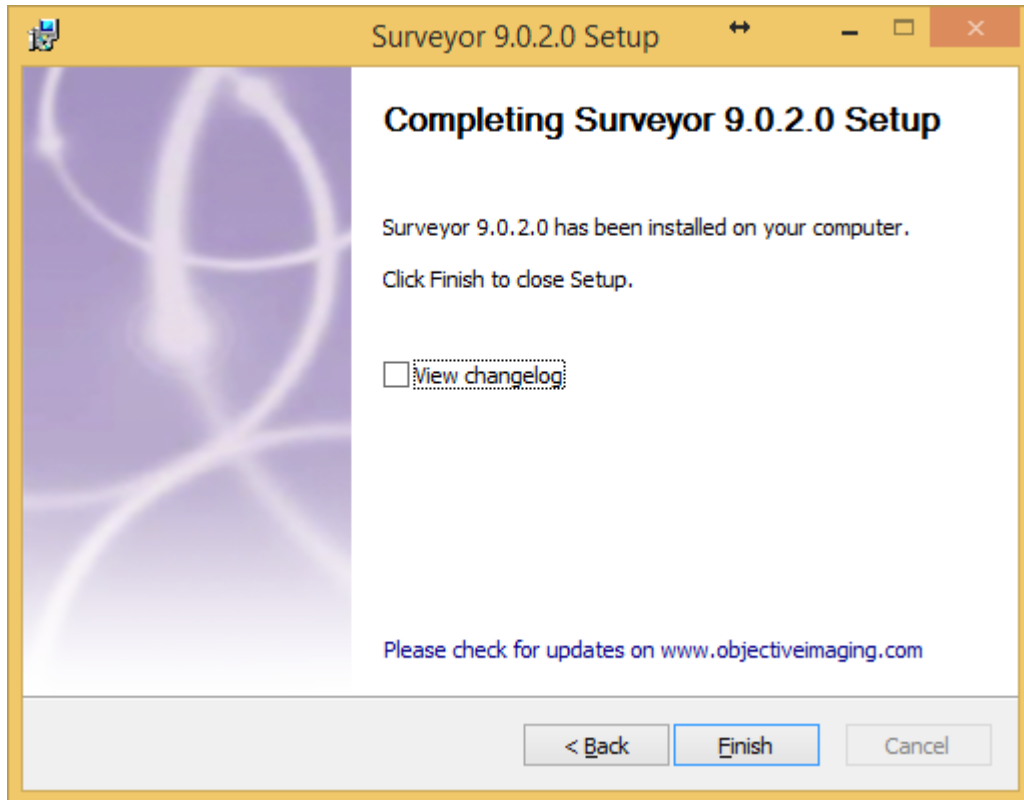 Surveyor 9.0.2.0 Setup
Completing Surveyor 9.0.2.0 Setup
Surveyor 9.0.2.0 has been installed on your computer.
Click Finish to close Setup.
View changelog
Please check for updates on www.objectiveimaging.com
< Back
Finish
Cancel